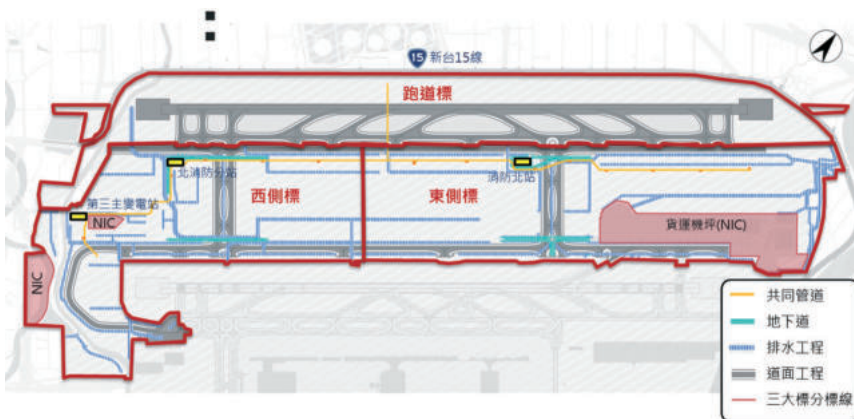 15 新台15線
跑道標
北消防分站
消防北站
西側標
東側標
第三主變電站
NIC
貨運機坪(NIC)
NIC
共同管道
地下道
排水工程
道面工程
三大標分標線